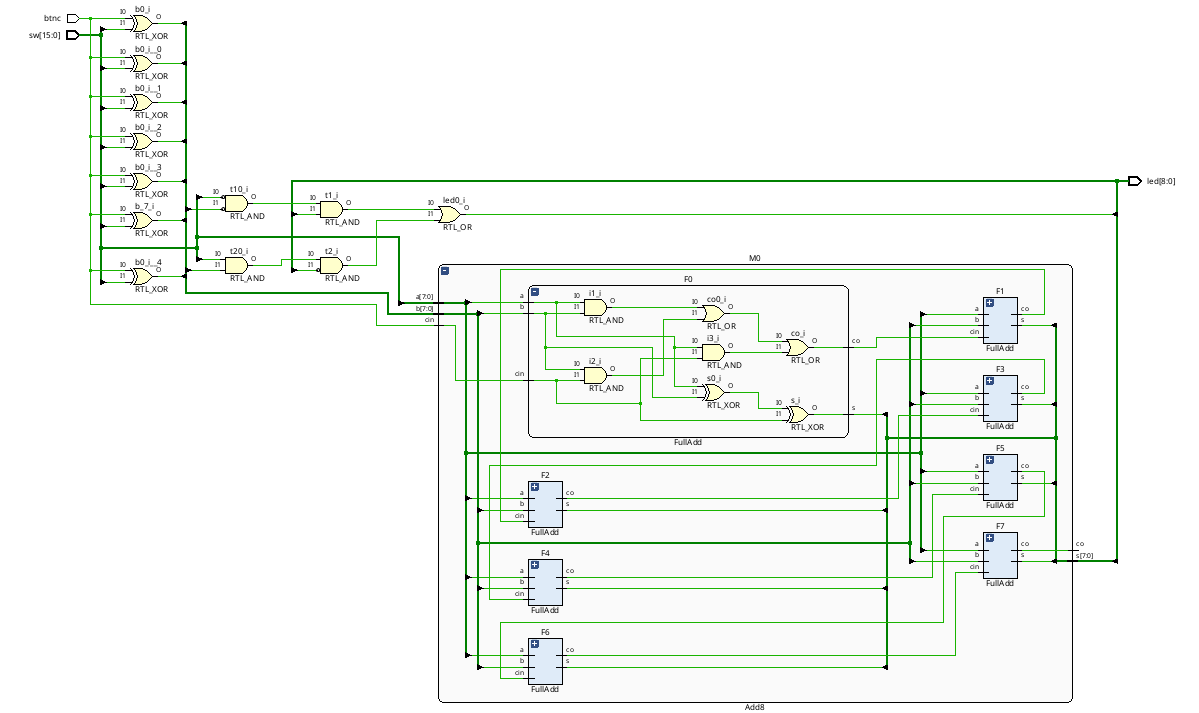 btnc
sw[15:0]
b0_i
I0
I1
O
RTL_XOR
b0_i__0
I0
I1
O
RTL_XOR
b0_i__1
I0
I1
O
RTL_XOR
b0_i__2
I0
I1
O
RTL_XOR
b0_i__3
I0
I1
O
RTL_XOR
b_7_i
I0
I1
O
RTL_XOR
b0_i__4
I0
I1
O
RTL_XOR
t10_i
I0
I1
O
RTL_AND
t20_i
I0
I1
O
RTL_AND
t1_i
I0
I1
O
RTL_AND
t2_i
I0
I1
O
RTL_AND
led0_i
I0
I1
O
RTL_OR
led[8:0]
M0
a[7:0]
b[7:0]
cin
F0
a
b
cin
i1_i
I0
I1
O
RTL_AND
i2_i
I0
I1
O
RTL_AND
co0_i
I0
I1
O
RTL_OR
i3_i
I0
I1
O
RTL_AND
s0_i
I0
I1
O
RTL_XOR
co_i
I0
I1
O
RTL_OR
s_i
I0
I1
O
RTL_XOR
co
s
FullAdd
F2
a
b
cin
co
s
FullAdd
F4
a
b
cin
co
s
FullAdd
F6
a
b
cin
co
s
FullAdd
F1
a
b
cin
co
s
FullAdd
F3
a
b
cin
co
s
FullAdd
F5
a
b
cin
co
s
FullAdd
F7
a
b
cin
co
s
FullAdd
co
s[7:0]
Add8